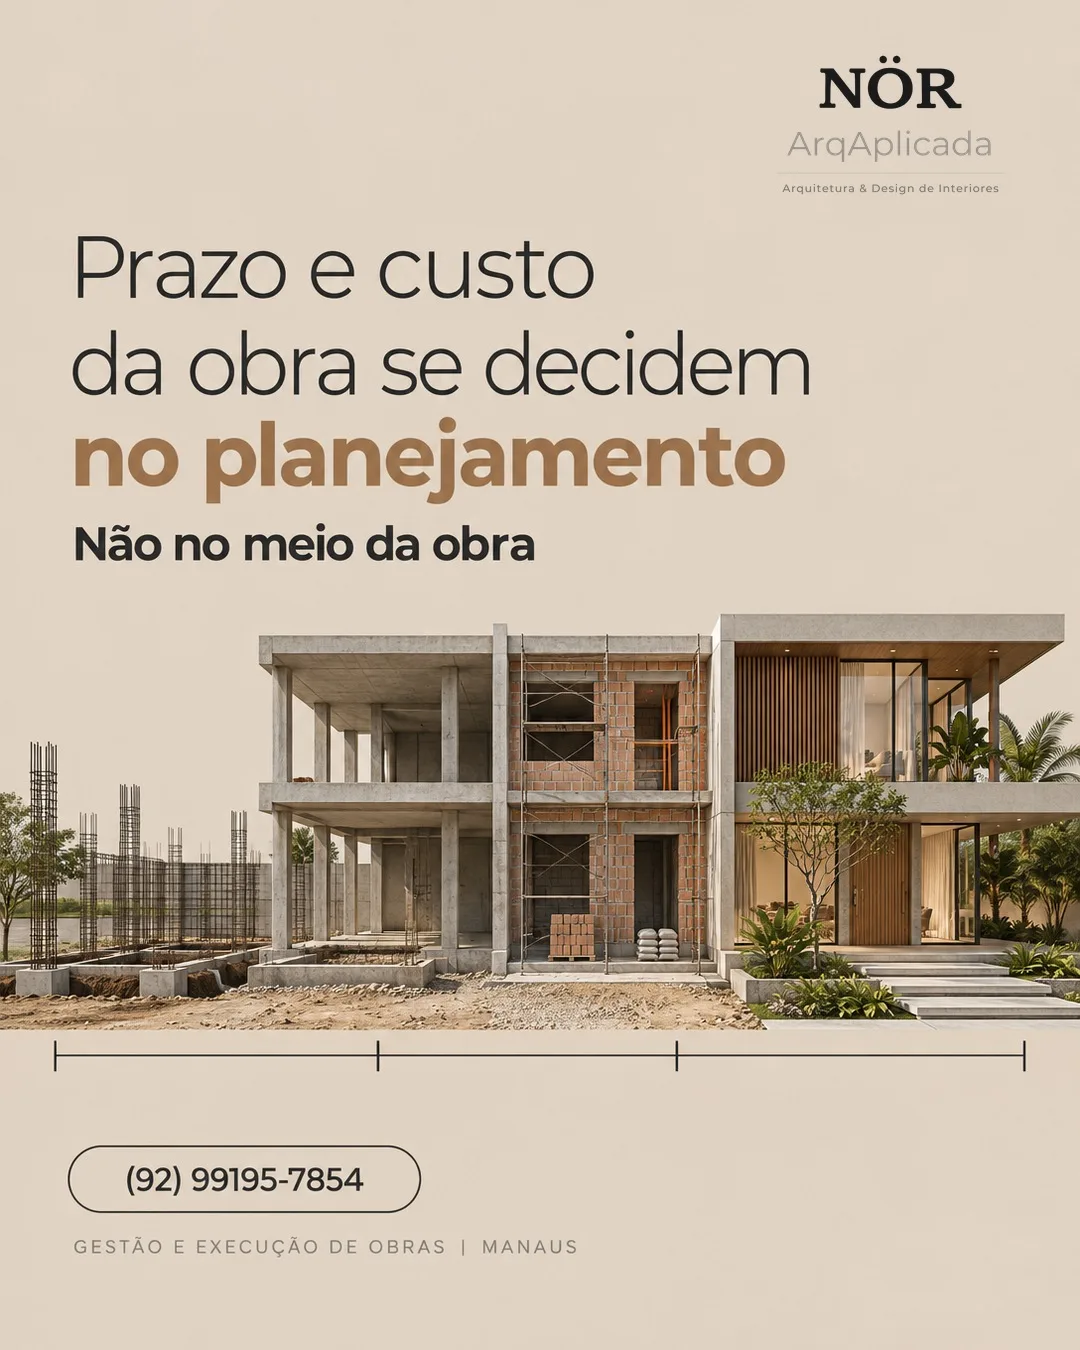 NÖR
ArqAplicada
Arquitetura & Design de Interiores
Prazo e custo
da obra se decidem
no planejamento
Não no meio da obra
(92) 99195-7854
GESTÃO E EXECUÇÃO DE OBRAS | MANAUS